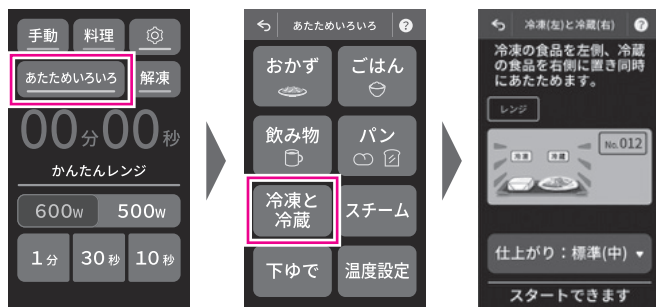 手動
料理
あたためいろいろ
解凍
00分00秒
かんたんレンジ
600W
500W
1分
30秒
10秒
あたためいろいろ
?
おかず
ごはん
飲み物
パン
冷凍と
冷蔵
スチーム
下ゆで
温度設定
冷凍(左)と冷蔵(右)
?
冷凍の食品を左側、冷蔵
の食品を右側に置き同時
にあたためます。
レンジ
No.012
冷凍
冷蔵
仕上がり:標準(中) ▼
スタートできます